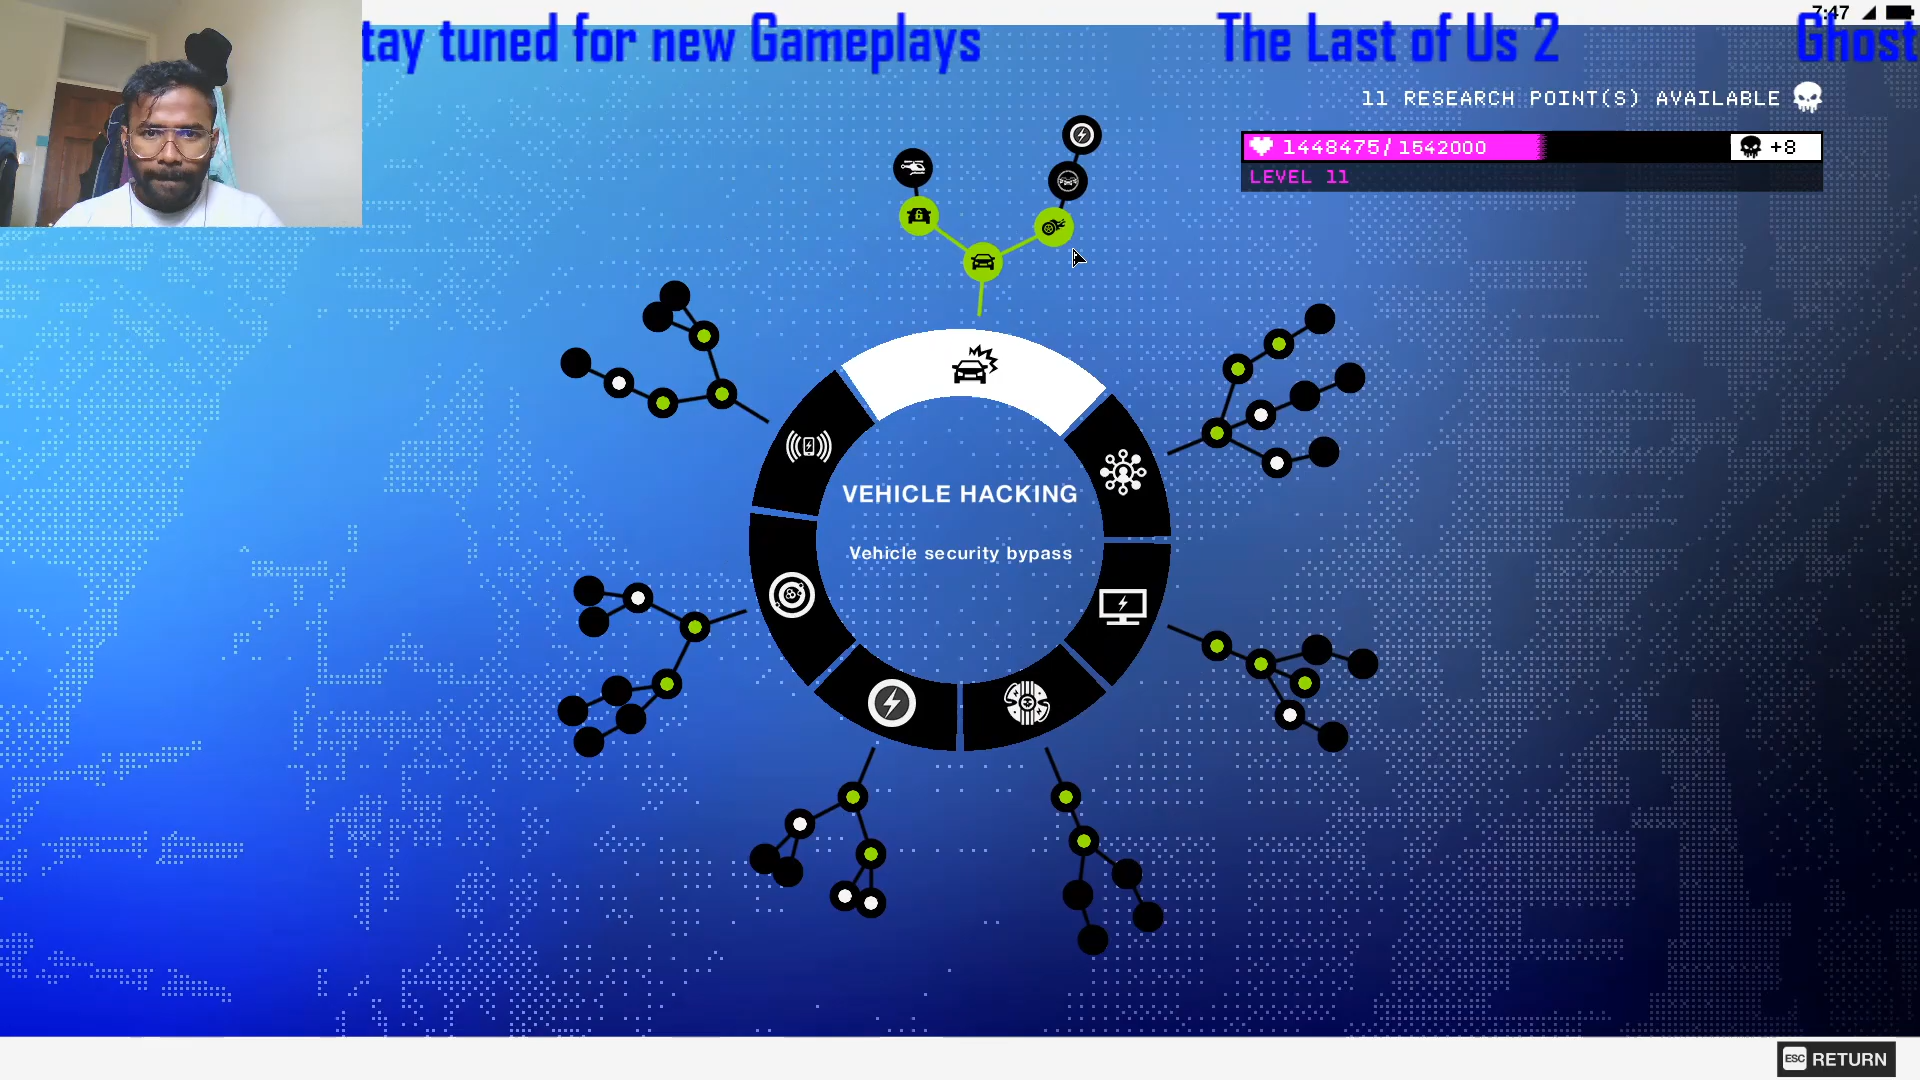 tay tuned for new Gameplays The Last of Us 2 Ghost
7:47
11 RESEARCH POINT(S) AVAILABLE
1448475/1542000 +8
LEVEL 11
VEHICLE HACKING
Vehicle security bypass
ESC RETURN